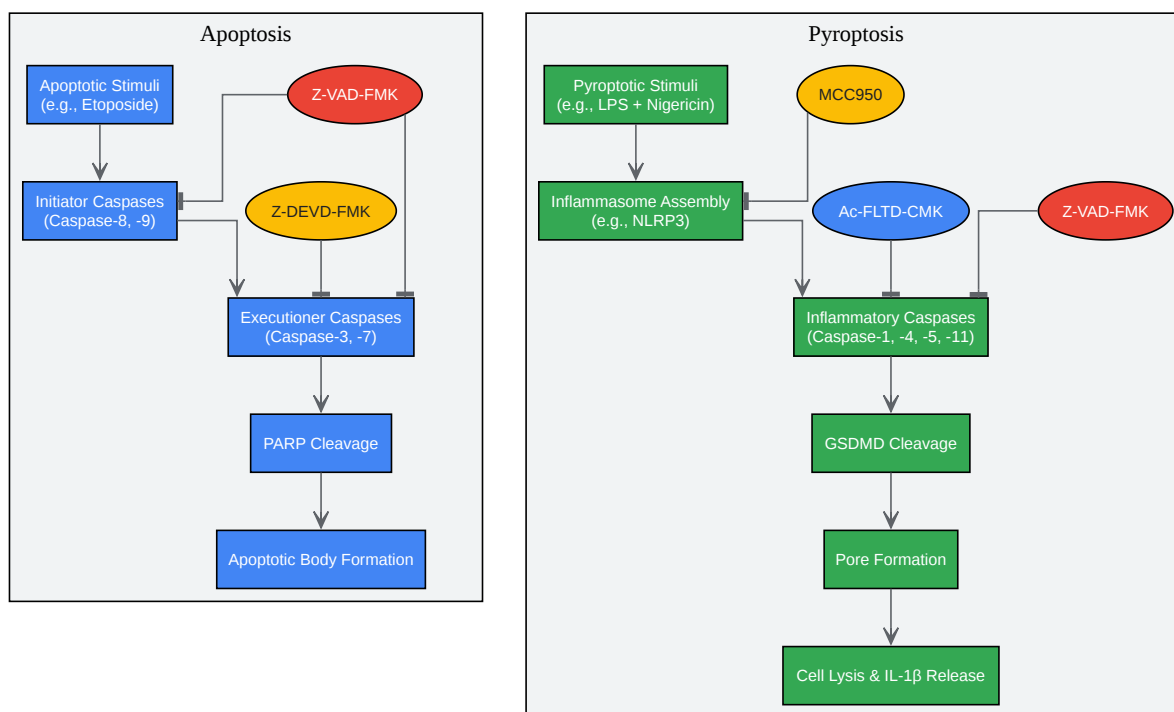 Apoptosis
Apoptotic Stimuli
(e.g., Etoposide)
Z-VAD-FMK
Initiator Caspases
(Caspase-8, -9)
Z-DEVD-FMK
Executioner Caspases
(Caspase-3, -7)
PARP Cleavage
Apoptotic Body Formation
Pyroptosis
Pyroptotic Stimuli
(e.g., LPS + Nigericin)
MCC950
Inflammasome Assembly
(e.g., NLRP3)
Ac-FLTD-CMK
Z-VAD-FMK
Inflammatory Caspases
(Caspase-1, -4, -5, -11)
GSDMD Cleavage
Pore Formation
Cell Lysis & IL-1β Release